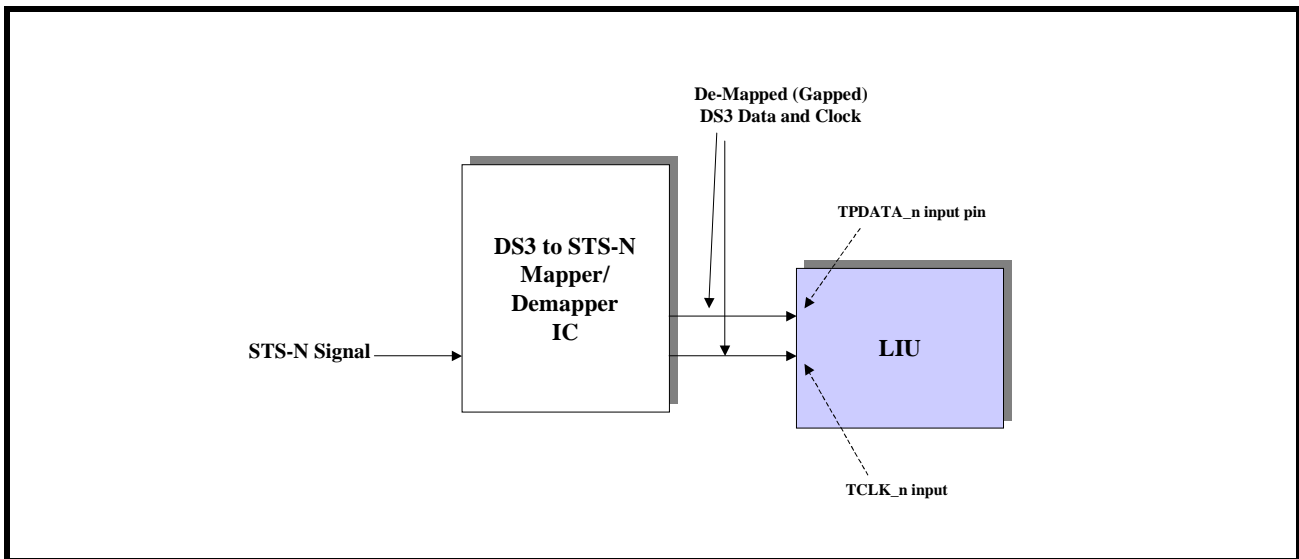 De-Mapped (Gapped)
DS3 Data and Clock
TPDATA_n input pin
DS3 to STS-N
Mapper/
Demapper
IC
STS-N Signal
LIU
TCLK_n input